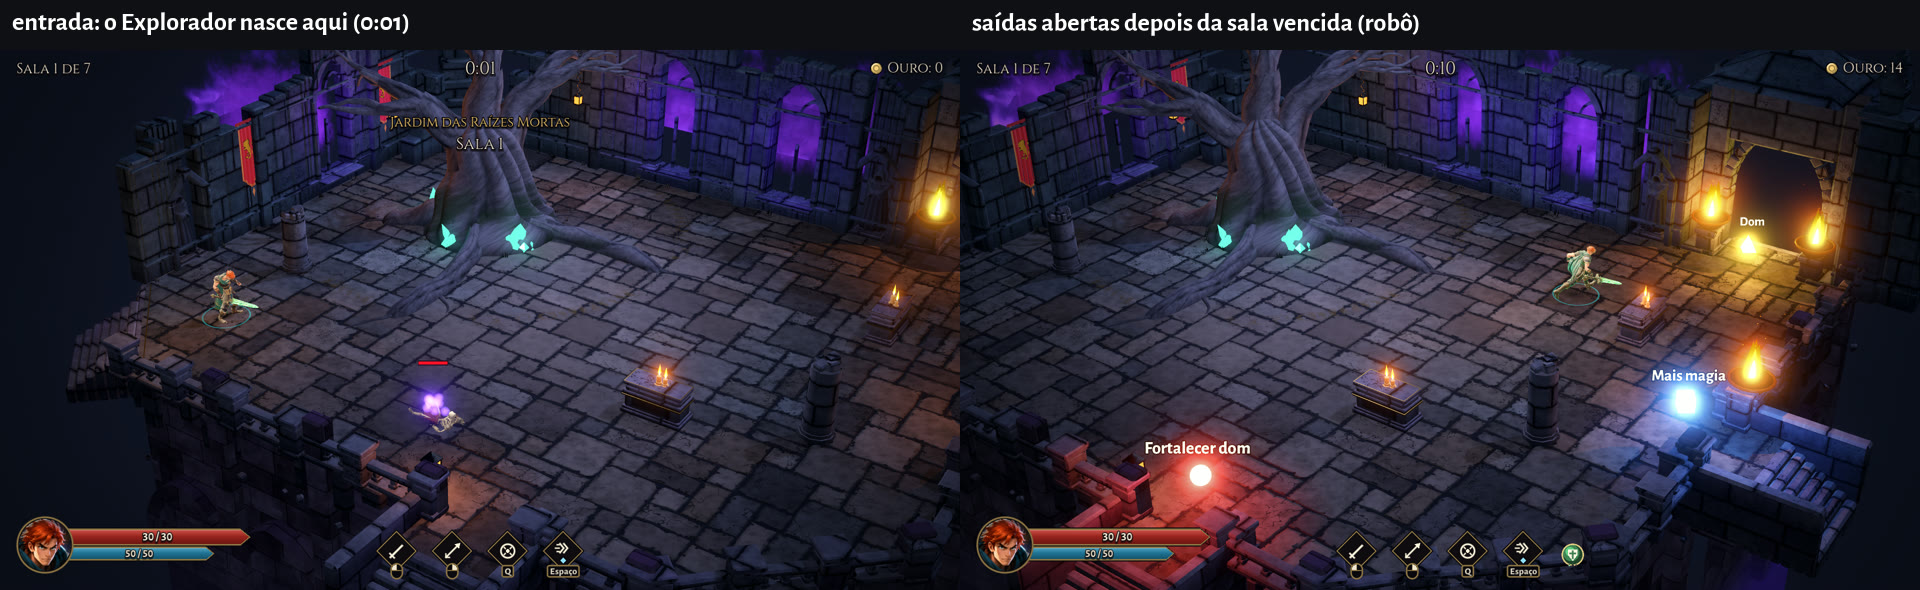 entrada: o Explorador nasce aqui (0:01)
SALA 1 DE 7
0:01
OURO: 0
JARDIM DAS RAÍZES MORTAS
SALA 1
30/30
50/50
Q
Espaço
saídas abertas depois da sala vencida (robô)
SALA 1 DE 7
0:10
OURO: 14
Dom
Mais magia
Fortalecer dom
30/30
50/50
Q
Espaço